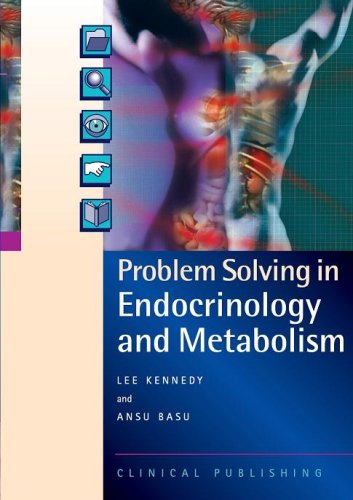 Problem Solving in
Endocrinology
and Metabolism
LEE KENNEDY
and
ANSU BASU
CLINICAL PUBLISHING